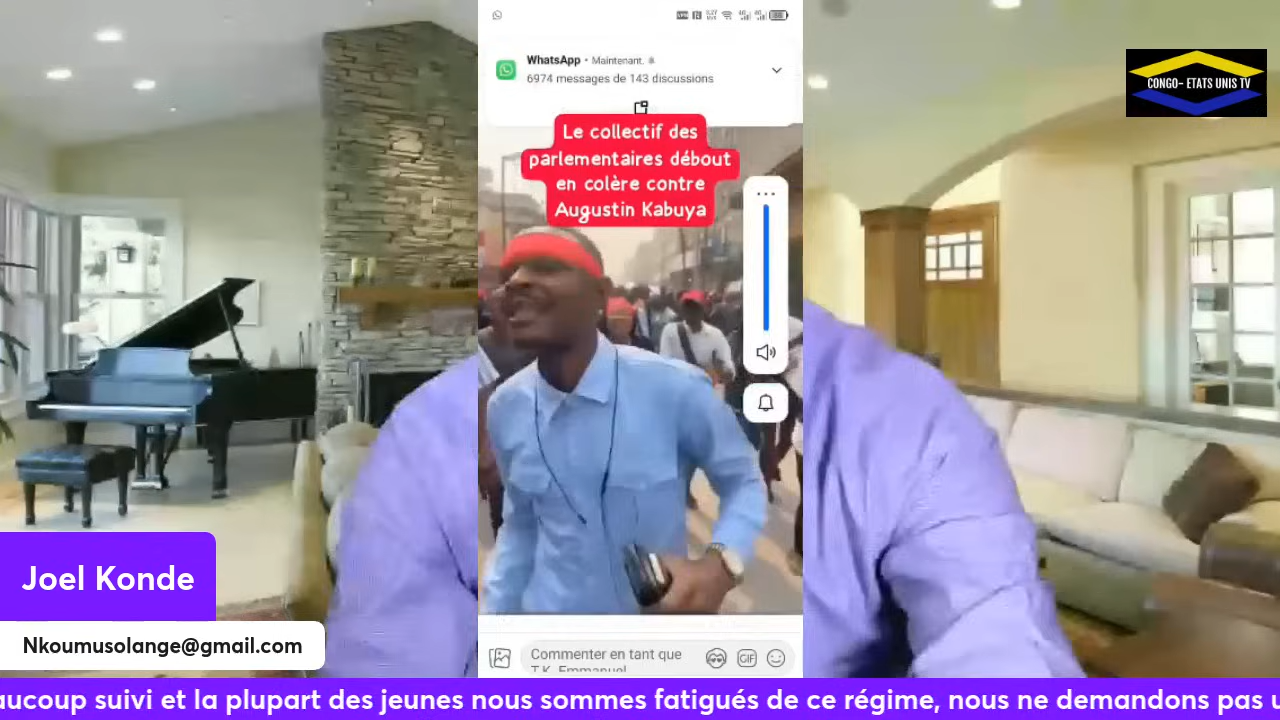 WhatsApp • Maintenant.
6974 messages de 143 discussions
Le collectif des
parlementaires débout
en colère contre
Augustin Kabuya
CONGO- ETATS UNIS TV
Joel Konde
Nkoumusolange@gmail.com
Commenter en tant que
T.K. Emmanuel
GIF
aucoup suivi et la plupart des jeunes nous sommes fatigués de ce régime, nous ne demandons pas u